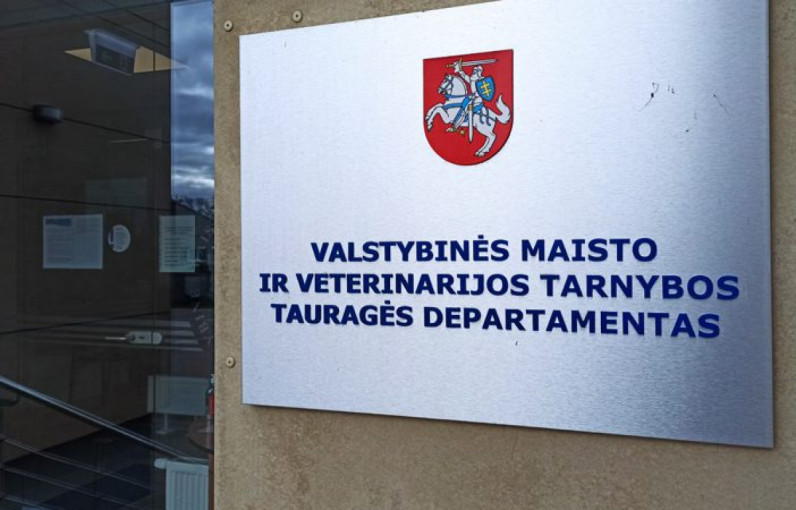 VALSTYBINĖS MAISTO
IR VETERINARIJOS TARNYBOS
TAURAGĖS DEPARTAMENTAS